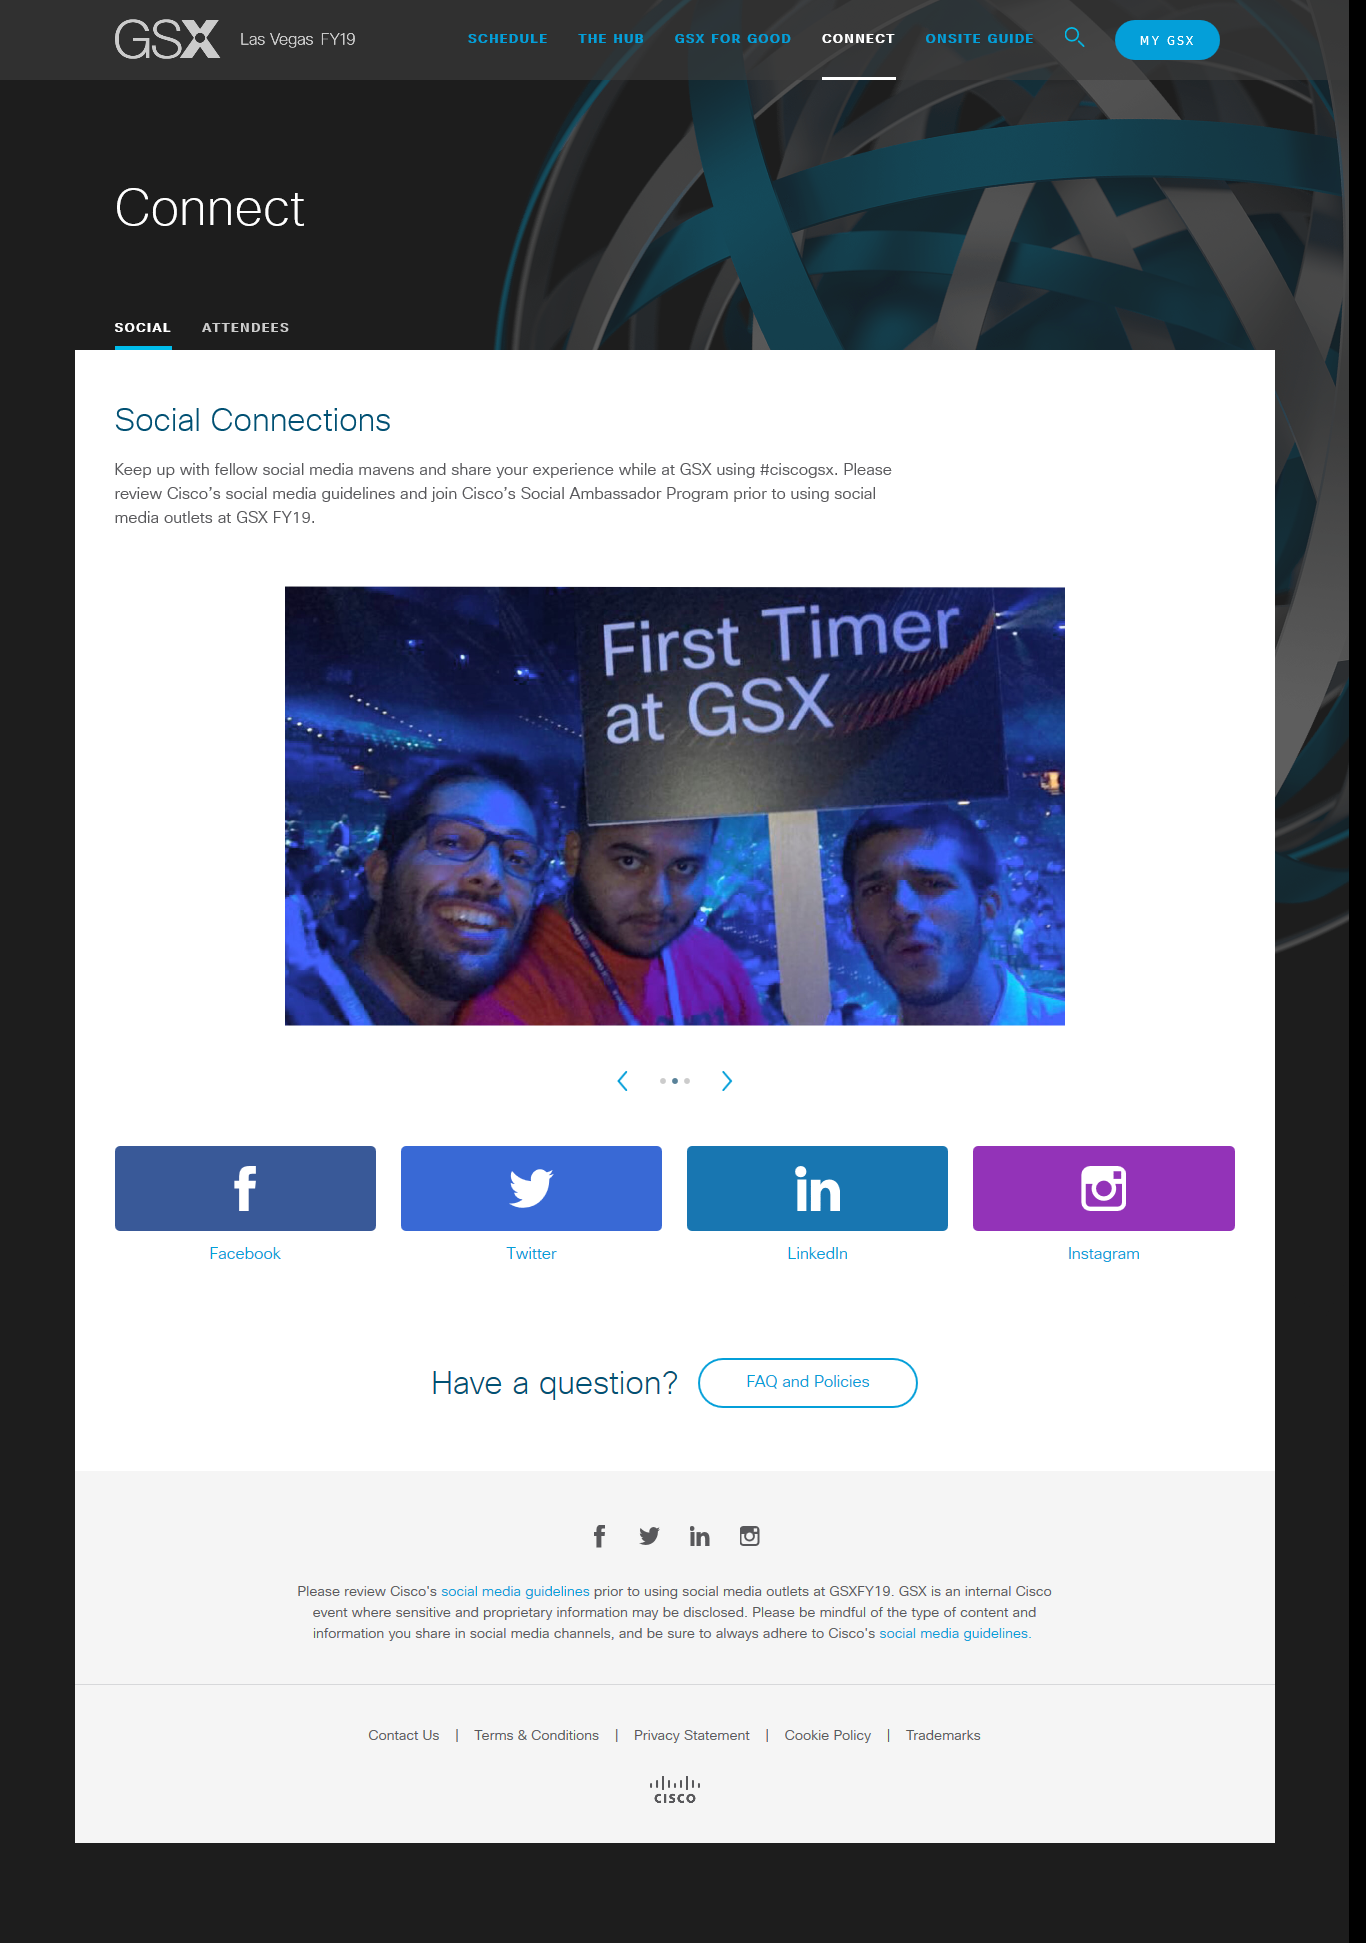 GSX Las Vegas FY19
SCHEDULE THE HUB GSX FOR GOOD CONNECT ONSITE GUIDE MY GSX
Connect
SOCIAL ATTENDEES
Social Connections
Keep up with fellow social media mavens and share your experience while at GSX using #ciscogsx. Please
review Cisco's social media guidelines and join Cisco's Social Ambassador Program prior to using social
media outlets at GSX FY19.
First Timer
at GSX
Facebook Twitter LinkedIn Instagram
Have a question? FAQ and Policies
Please review Cisco's social media guidelines prior to using social media outlets at GSXFY19. GSX is an internal Cisco
event where sensitive and proprietary information may be disclosed. Please be mindful of the type of content and
information you share in social media channels, and be sure to always adhere to Cisco's social media guidelines.
Contact Us | Terms & Conditions | Privacy Statement | Cookie Policy | Trademarks
CISCO